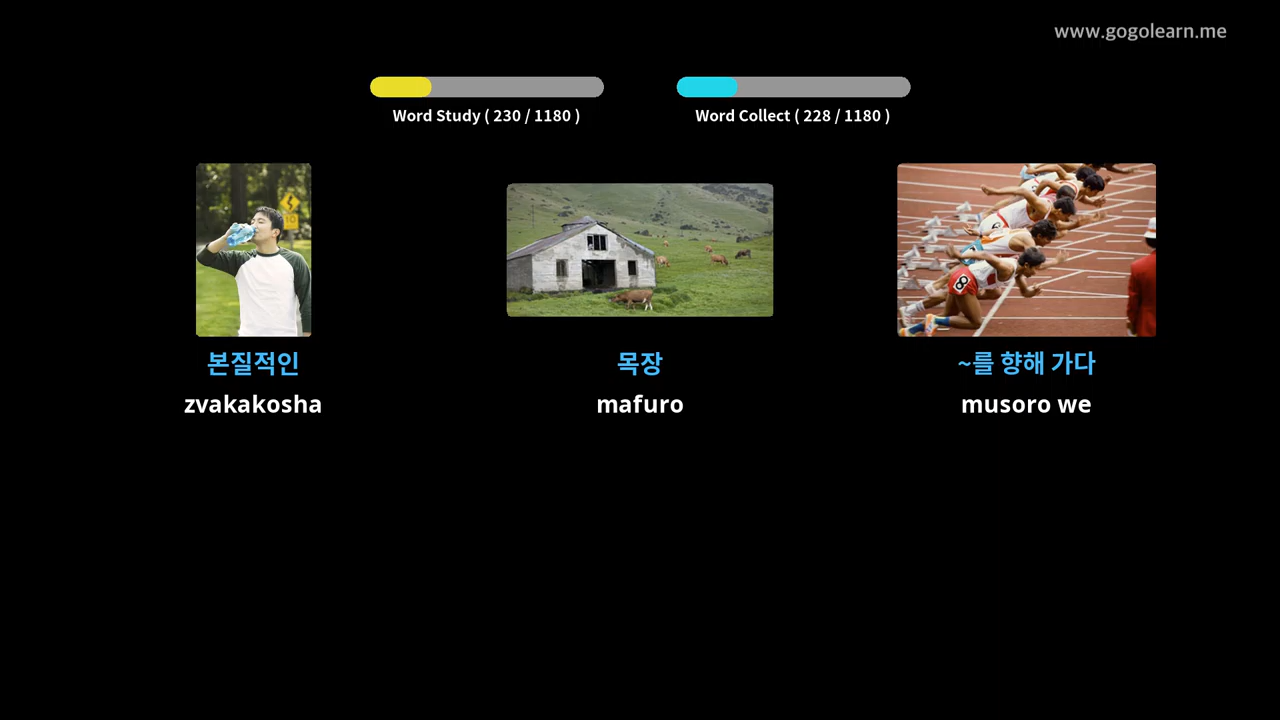 www.gogolearn.me
Word Study ( 230 / 1180 )
Word Collect ( 228 / 1180 )
본질적인
목장
~를 향해 가다
zvakakosha
mafuro
musoro we